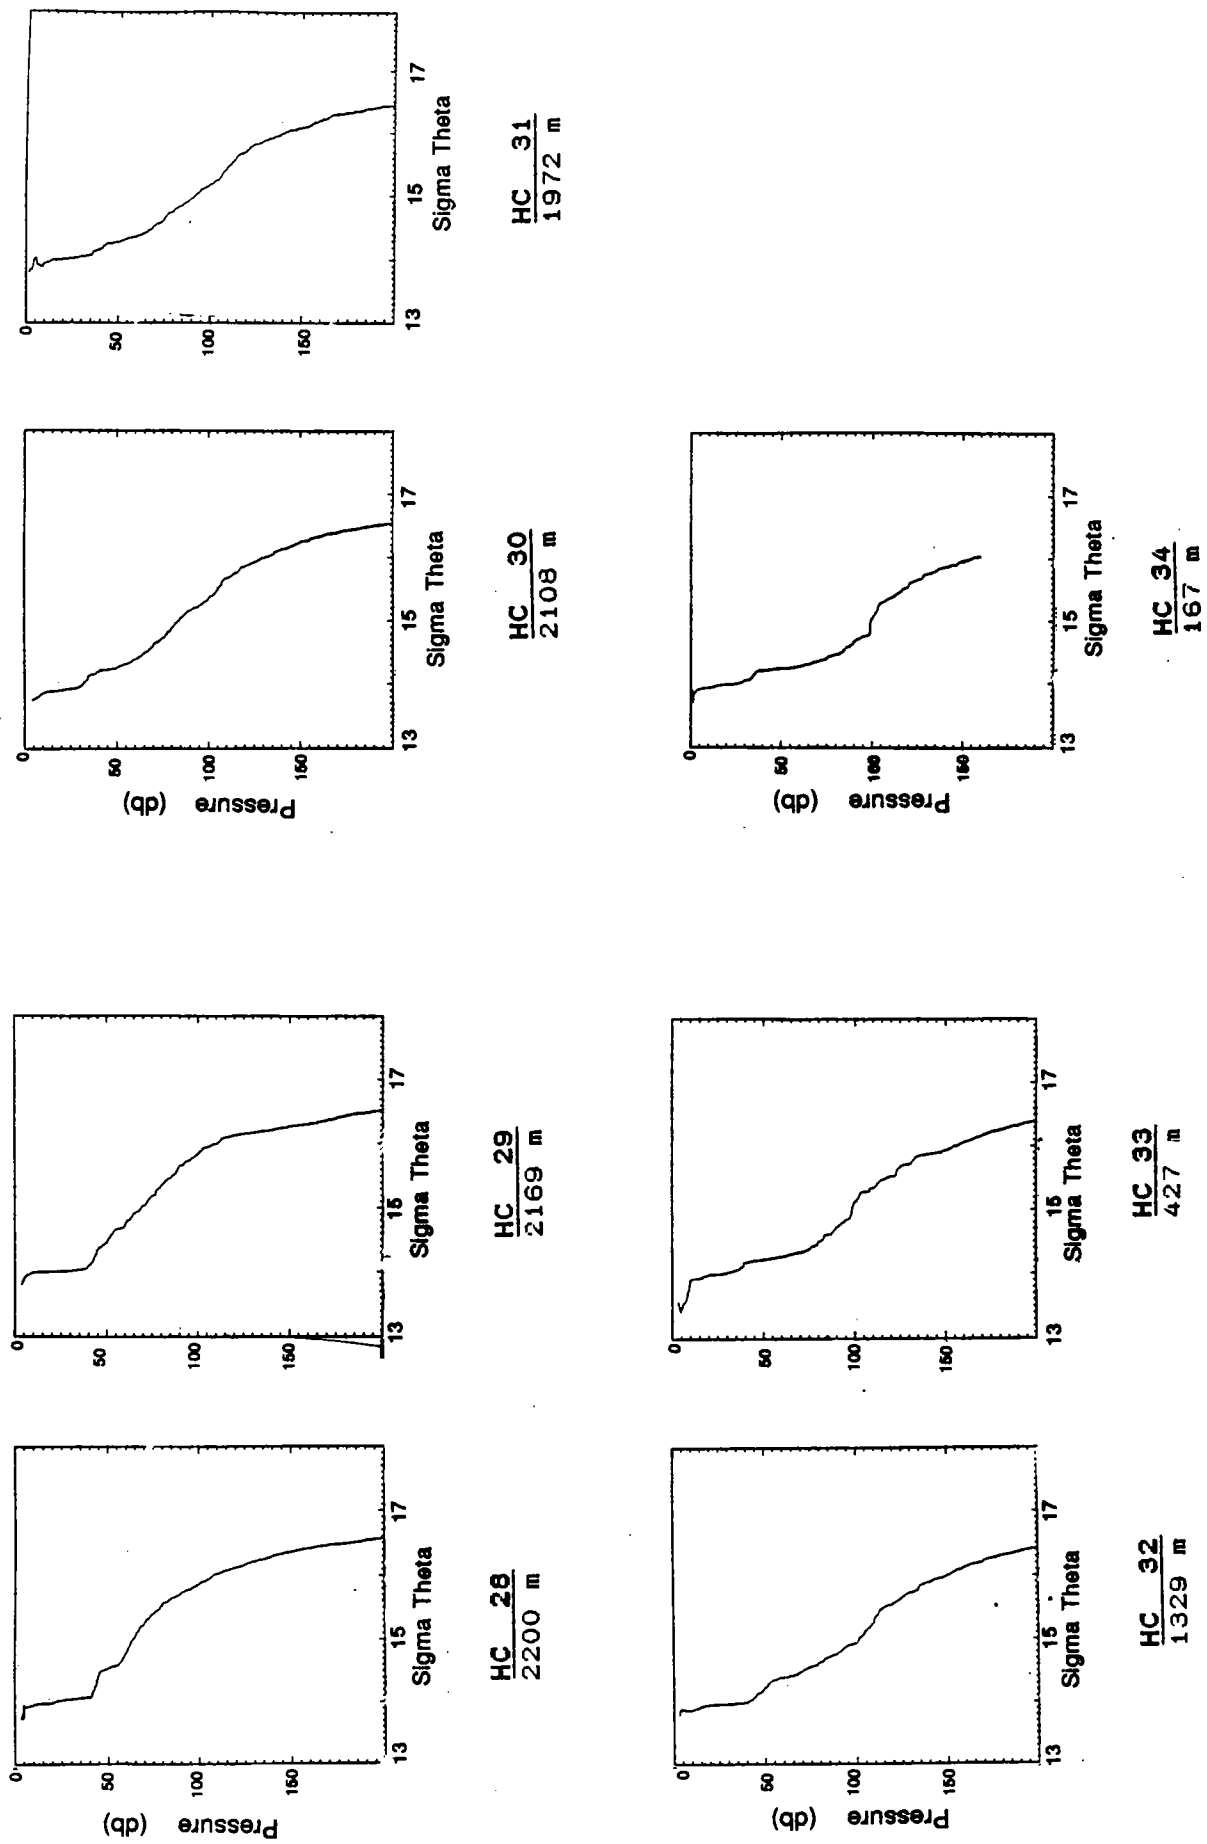 Pressure (db)
0
50
100
150
13 15 17
Sigma Theta
HC 28
2200 m
0
50
100
150
13 15 17
Sigma Theta
HC 29
2169 m
Pressure (db)
0
50
100
150
13 15 17
Sigma Theta
HC 30
2108 m
0
50
100
150
13 15 17
Sigma Theta
HC 31
1972 m
Pressure (db)
0
50
100
150
13 15 17
Sigma Theta
HC 32
1329 m
0
50
100
150
13 15 17
Sigma Theta
HC 33
427 m
Pressure (db)
0
50
100
150
13 15 17
Sigma Theta
HC 34
167 m